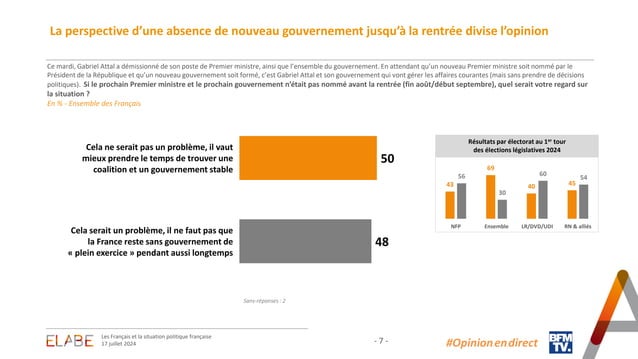 La perspective d’une absence de nouveau gouvernement jusqu’à la rentrée divise l’opinion
Ce mardi, Gabriel Attal a démissionné de son poste de Premier ministre, ainsi que l’ensemble du gouvernement. En attendant qu’un nouveau Premier ministre soit nommé par le
Président de la République et qu’un nouveau gouvernement soit formé, c’est Gabriel Attal et son gouvernement qui vont gérer les affaires courantes (mais sans prendre de décisions
politiques). Si le prochain Premier ministre et le prochain gouvernement n’était pas nommé avant la rentrée (fin août/début septembre), quel serait votre regard sur
la situation ?
En % - Ensemble des Français
Cela ne serait pas un problème, il vaut
mieux prendre le temps de trouver une
coalition et un gouvernement stable
50
Cela serait un problème, il ne faut pas que
la France reste sans gouvernement de
« plein exercice » pendant aussi longtemps
48
Sans réponses : 2
Résultats par électorat au 1er tour
des élections législatives 2024
43 56 69 30 40 60 45 54
NFP Ensemble LR/DVD/UDI RN & alliés
ELABE
Les Français et la situation politique française
17 juillet 2024
- 7 -
#Opinionendirect
BFM
TV.